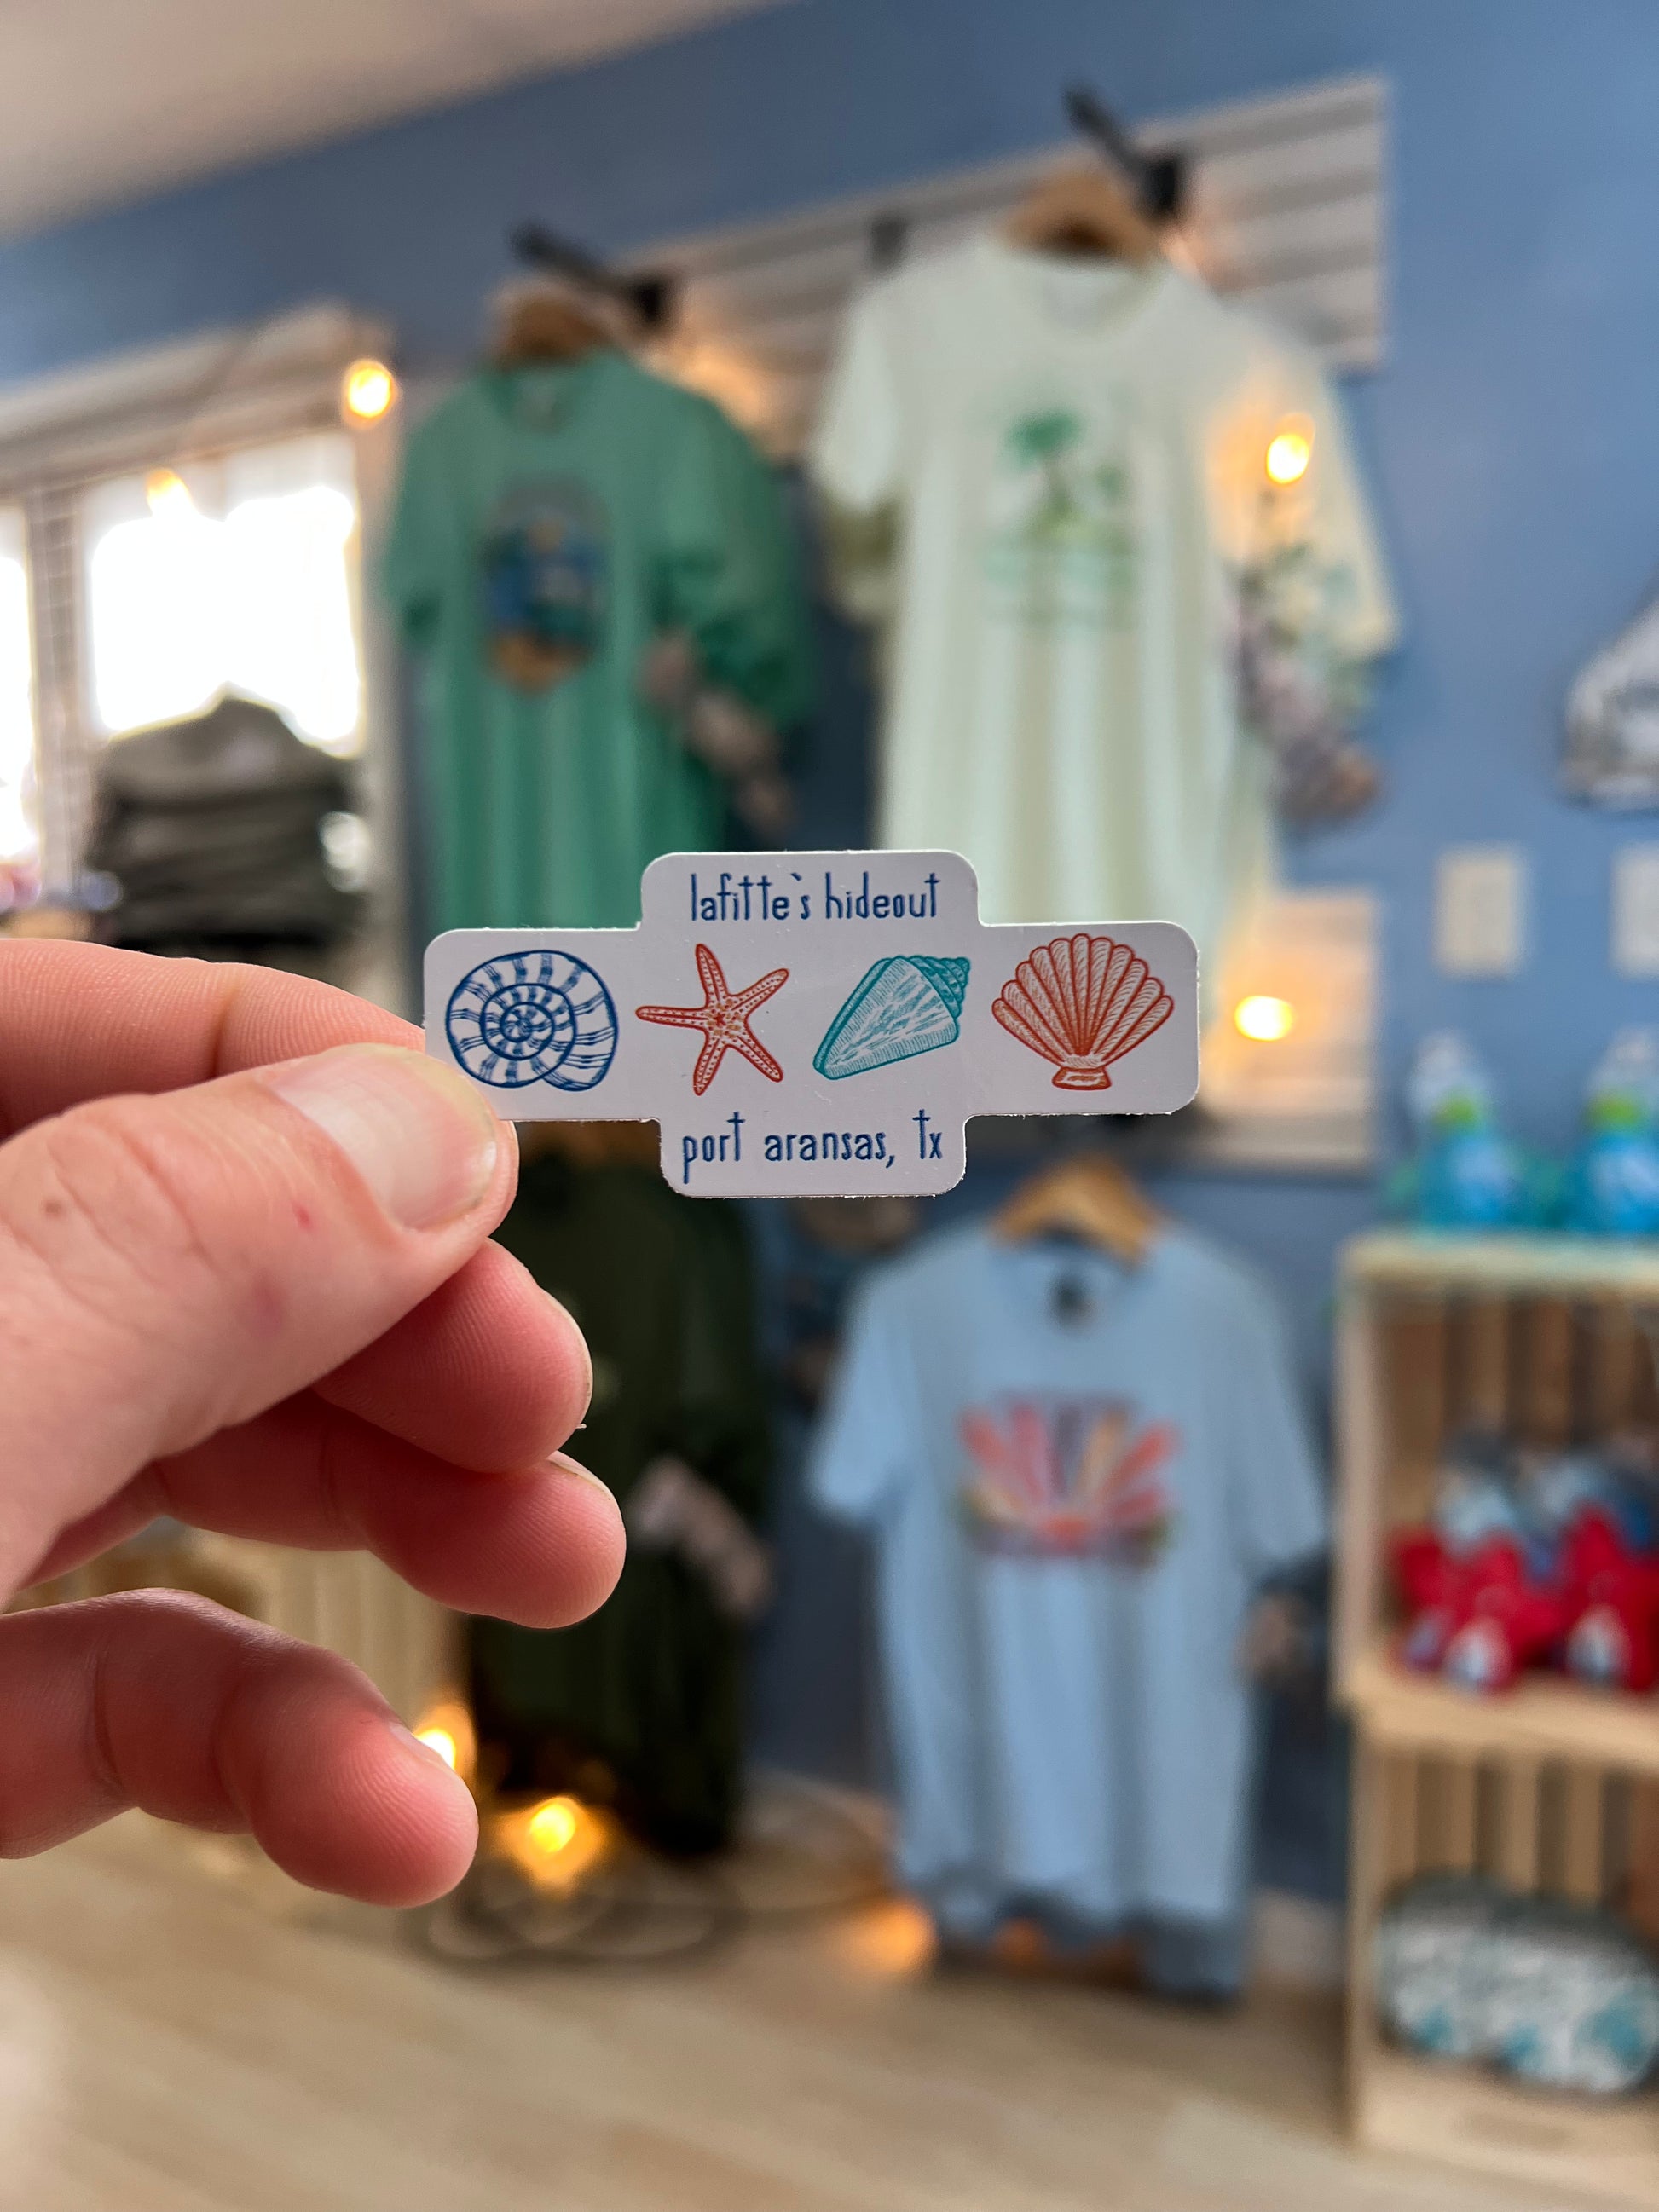 lafitte`s hideout
port aransas, tx